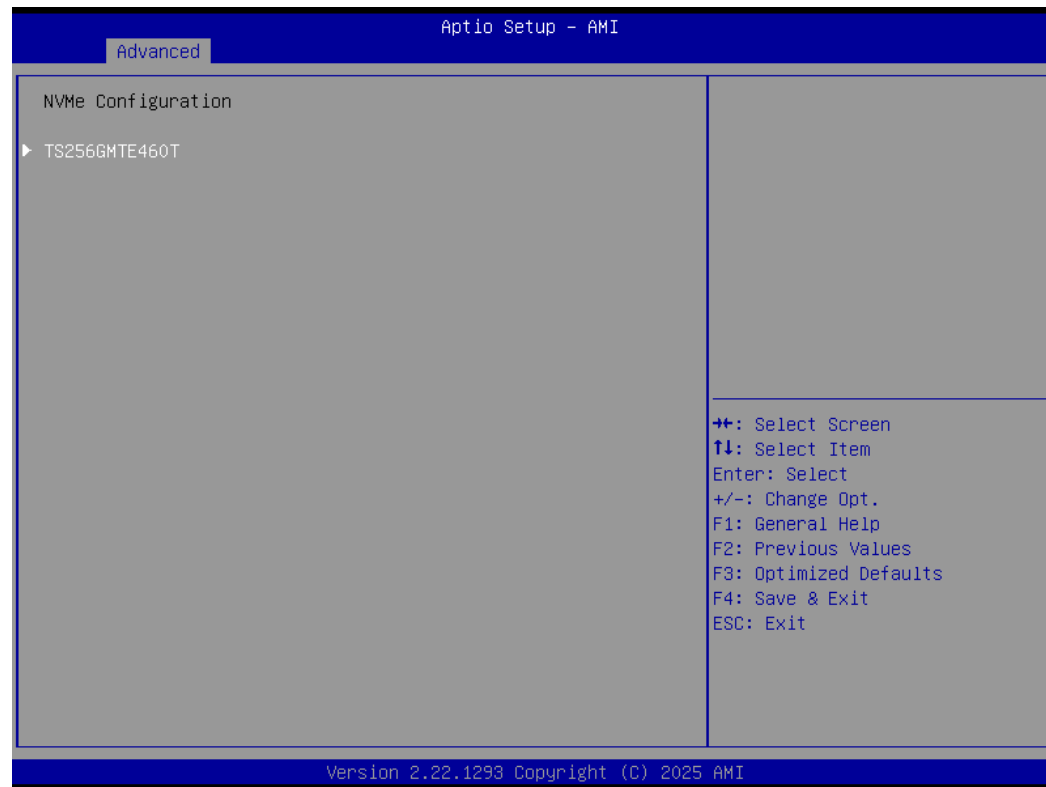 Aptio Setup – AMI
Advanced
NVMe Configuration
TS256GMTE460T
→←: Select Screen
↑↓: Select Item
Enter: Select
+/-: Change Opt.
F1: General Help
F2: Previous Values
F3: Optimized Defaults
F4: Save & Exit
ESC: Exit
Version 2.22.1293 Copyright (C) 2025 AMI